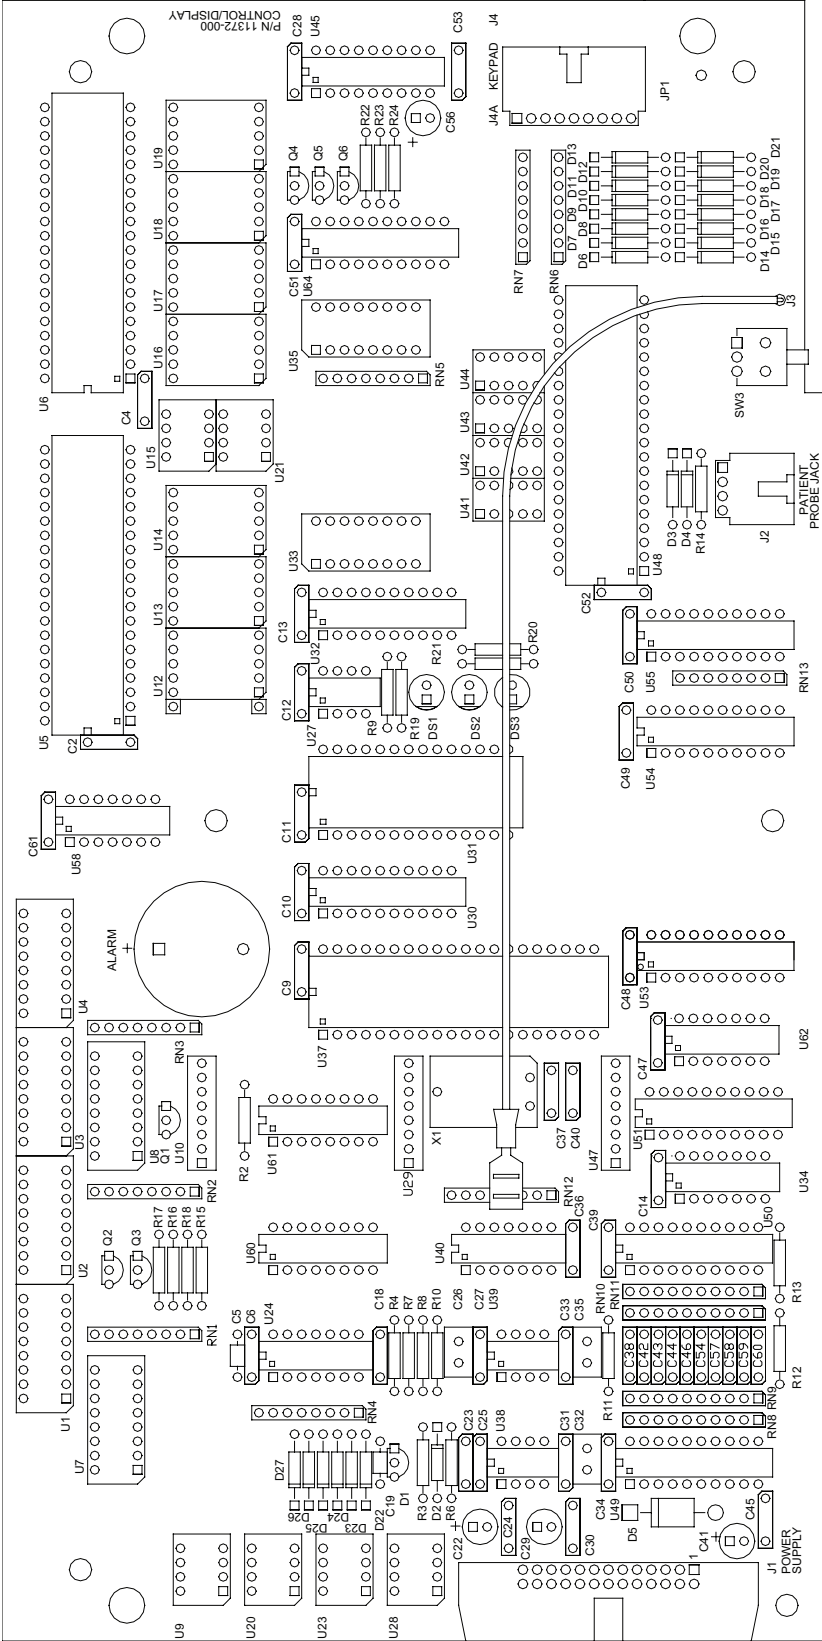 P/N 11372-000
CONTROL/DISPLAY
C28
U45
C53
J4
KEYPAD
J4A
JP1
R22
R23
R24
C56
Q4
Q5
Q6
U19
U18
U17
U16
U6
C4
U15
U21
C51
U64
U35
RN5
RN7
RN6
D13
D12
D11
D10
D9
D8
D7
D6
D21
D20
D19
D18
D17
D16
D15
D14
J3
SW3
U44
U43
U42
U41
U48
C52
D3
D4
R14
J2
PATIENT
PROBE JACK
U14
U13
U12
U33
C13
U32
U5
C2
C12
U27
R9
R19
R21
R20
DS1
DS2
DS3
C50
U55
RN13
C49
U54
C61
U58
C11
U31
C10
U30
ALARM
C9
U37
C48
U53
C47
U62
U4
U3
RN3
U8
Q1
U10
R2
U61
U29
X1
C37
C40
U47
U51
C14
U34
RN2
RN12
C36
C39
U50
U2
Q2
Q3
R17
R16
R18
R15
U60
U40
RN10
RN11
R13
U1
RN1
C5
C6
U24
C18
R4
R7
R8
R10
C26
C27
U39
C33
C35
R11
C38
C42
C43
C44
C46
C54
C57
C58
C59
C60
R12
RN9
RN8
U7
RN4
D27
D26
D25
D24
D23
D22
C19
D1
R3
D2
R6
C23
C25
U38
C31
C32
C34
U49
C22
C24
C29
C30
D5
C41
C45
J1
POWER
SUPPLY
1
U9
U20
U23
U28